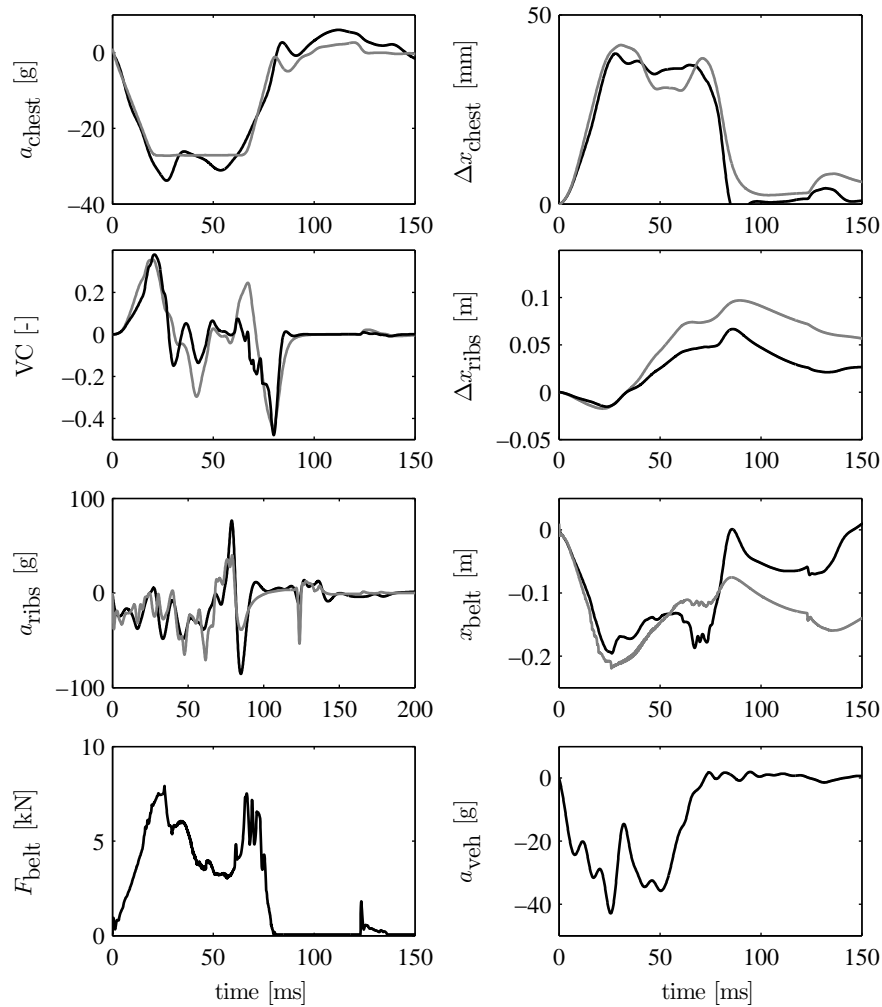 0
−20
−40
0 50 100 150
a_chest [g]
50
0
0 50 100 150
Δx_chest [mm]
0.2
0
−0.2
−0.4
0 50 100 150
VC [-]
0.1
0.05
0
−0.05
0 50 100 150
Δx_ribs [m]
100
0
−100
0 50 100 150 200
a_ribs [g]
0
−0.1
−0.2
0 50 100 150
x_belt [m]
10
5
0
0 50 100 150
F_belt [kN]
time [ms]
0
−20
−40
0 50 100 150
a_veh [g]
time [ms]